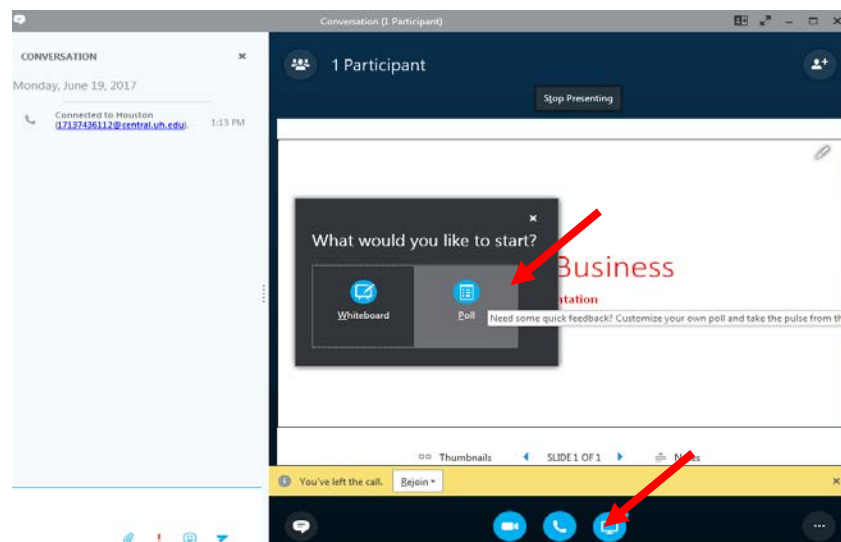 Conversation (1 Participant)
CONVERSATION
Monday, June 19, 2017
Connected to Houston
(17137436112@central.uh.edu).
1:13 PM
1 Participant
Stop Presenting
What would you like to start?
Whiteboard
Poll
Business
ntation
Need some quick feedback? Customize your own poll and take the pulse from th
Thumbnails
SLIDE 1 OF 1
You've left the call.
Rejoin